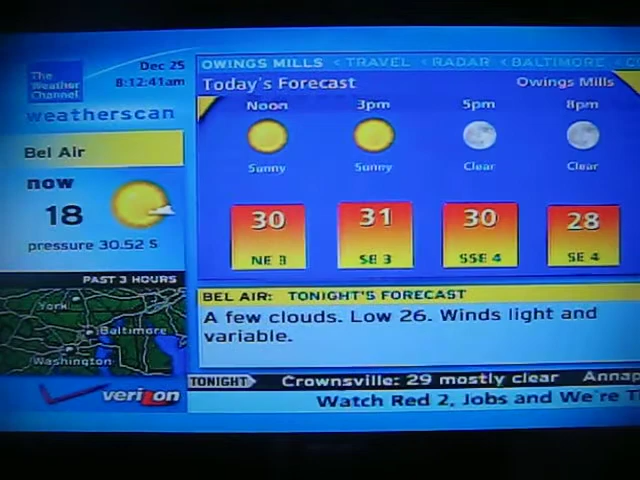 The
Weather
Channel
Dec 25
8:12:41am
weatherscan
Bel Air
now
18
pressure 30.52 S
PAST 3 HOURS
York
Baltimore
Washington
verizon
OWINGS MILLS < TRAVEL < RADAR < BALTIMORE < CO
Today's Forecast Owings Mills
Noon 3pm 5pm 8pm
Sunny Sunny Clear Clear
30 31 30 28
NE 3 SE 3 SSE 4 SE 4
BEL AIR: TONIGHT'S FORECAST
A few clouds. Low 26. Winds light and
variable.
TONIGHT Crownsville: 29 mostly clear Annap
Watch Red 2, Jobs and We're T